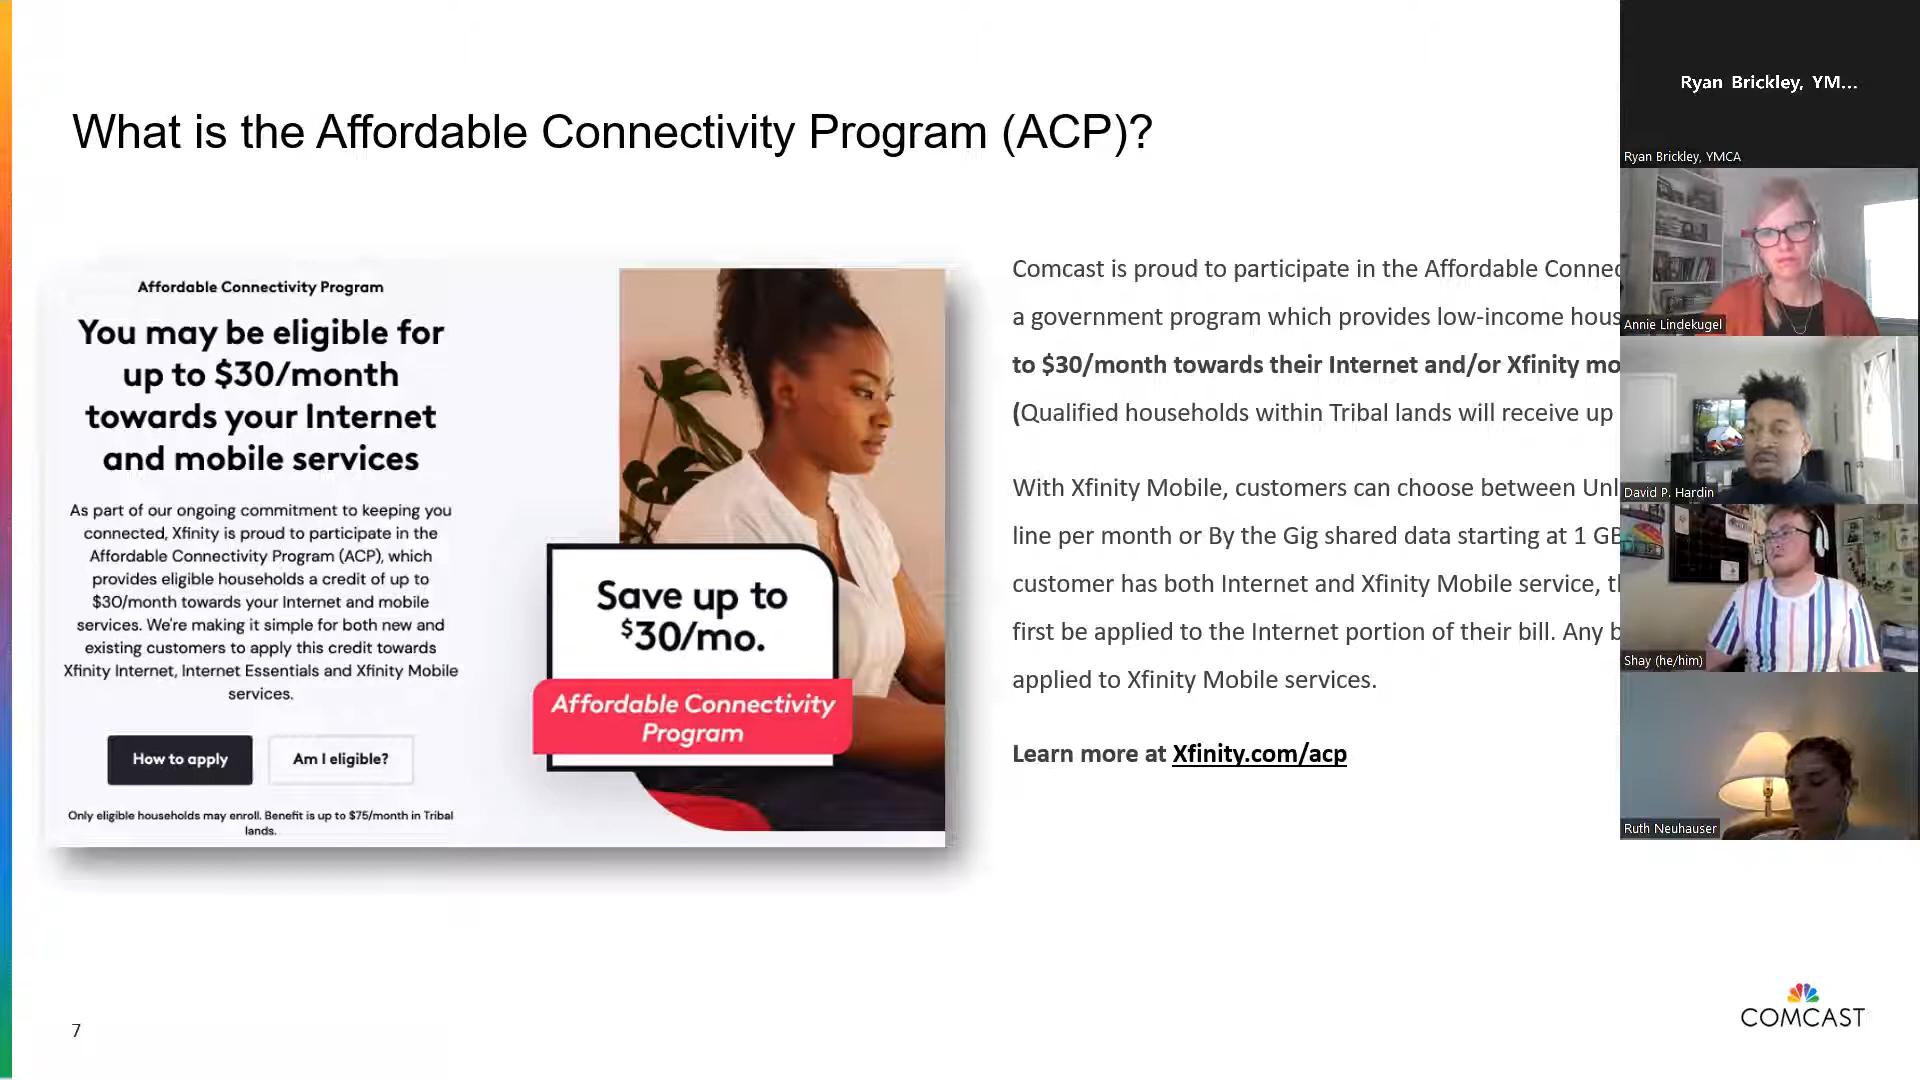 What is the Affordable Connectivity Program (ACP)?
Affordable Connectivity Program
You may be eligible for
up to $30/month
towards your Internet
and mobile services
As part of our ongoing commitment to keeping you
connected, Xfinity is proud to participate in the
Affordable Connectivity Program (ACP), which
provides eligible households a credit of up to
$30/month towards your Internet and mobile
services. We're making it simple for both new and
existing customers to apply this credit towards
Xfinity Internet, Internet Essentials and Xfinity Mobile
services.
How to apply
Am I eligible?
Only eligible households may enroll. Benefit is up to $75/month in Tribal
lands.
Save up to
$30/mo.
Affordable Connectivity
Program
Comcast is proud to participate in the Affordable
a government program which provides low-income
to $30/month towards their Internet and/or Xfinity
(Qualified households within Tribal lands will receive up
With Xfinity Mobile, customers can choose between
line per month or By the Gig shared data starting at 1 GB
customer has both Internet and Xfinity Mobile service,
first be applied to the Internet portion of their bill. Any
applied to Xfinity Mobile services.
Learn more at Xfinity.com/acp
Ryan Brickley, YM...
Ryan Brickley, YMCA
Annie Lindekugel
David P. Hardin
Shay (he/him)
Ruth Neuhauser
7
COMCAST